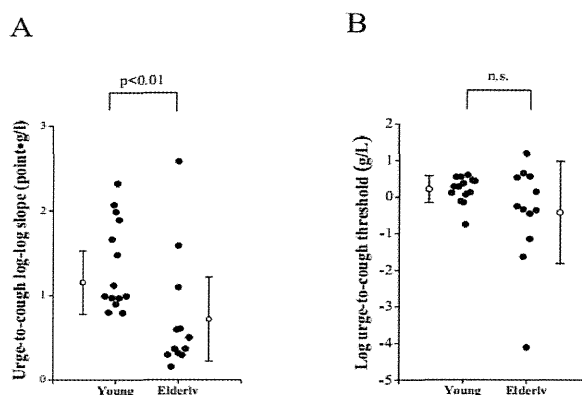 A
p<0.01
Urge-to-cough log-log slope (point•g/l)
3
2
1
0
Young Elderly
B
n.s.
Log urge-to-cough threshold (g/L)
2
1
0
-1
-2
-3
-4
-5
Young Elderly